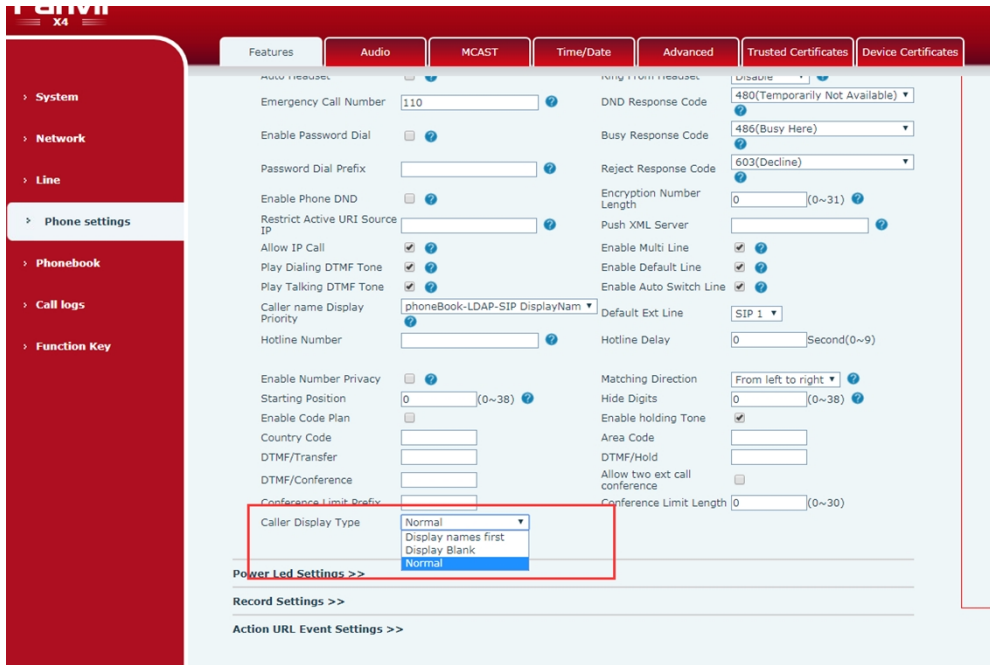 Fanvil
X4
Features
Audio
MCAST
Time/Date
Advanced
Trusted Certificates
Device Certificates
› System
› Network
› Line
› Phone settings
› Phonebook
› Call logs
› Function Key
Auto Headset
Ring From Headset Disable
Emergency Call Number 110
DND Response Code 480(Temporarily Not Available)
Enable Password Dial
Busy Response Code 486(Busy Here)
Password Dial Prefix
Reject Response Code 603(Decline)
Enable Phone DND
Encryption Number Length 0 (0~31)
Restrict Active URI Source IP
Push XML Server
Allow IP Call
Enable Multi Line
Play Dialing DTMF Tone
Enable Default Line
Play Talking DTMF Tone
Enable Auto Switch Line
Caller name Display Priority phoneBook-LDAP-SIP DisplayNam
Default Ext Line SIP 1
Hotline Number
Hotline Delay 0 Second(0~9)
Enable Number Privacy
Matching Direction From left to right
Starting Position 0 (0~38)
Hide Digits 0 (0~38)
Enable Code Plan
Enable holding Tone
Country Code
Area Code
DTMF/Transfer
DTMF/Hold
DTMF/Conference
Allow two ext call conference
Conference Limit Prefix
Conference Limit Length 0 (0~30)
Caller Display Type Normal
Display names first
Display Blank
Normal
Power Led Settings >>
Record Settings >>
Action URL Event Settings >>